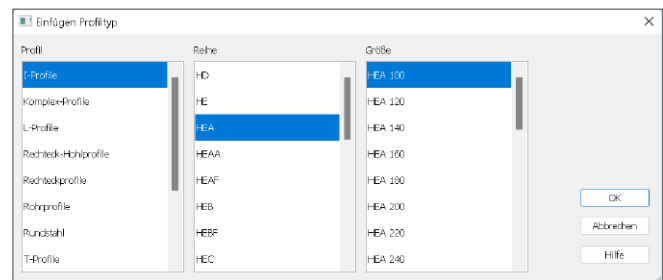 Einfügen Profiltyp
Profil
I-Profile
Komplex-Profile
L-Profile
Rechteck-Hohlprofile
Rechteckprofile
Rohrprofile
Rundstahl
T-Profile
Reihe
HD
HE
HEA
HEAA
HEAF
HEB
HEBF
HEC
Größe
HEA 100
HEA 120
HEA 140
HEA 160
HEA 180
HEA 200
HEA 220
HEA 240
OK
Abbrechen
Hilfe